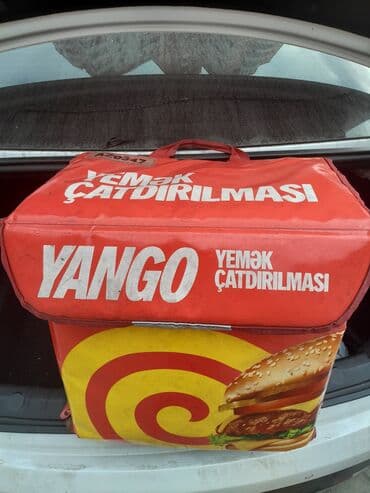 YEMƏK
ÇATDIRILMASI
YANGO
YEMƏK
ÇATDIRILMASI